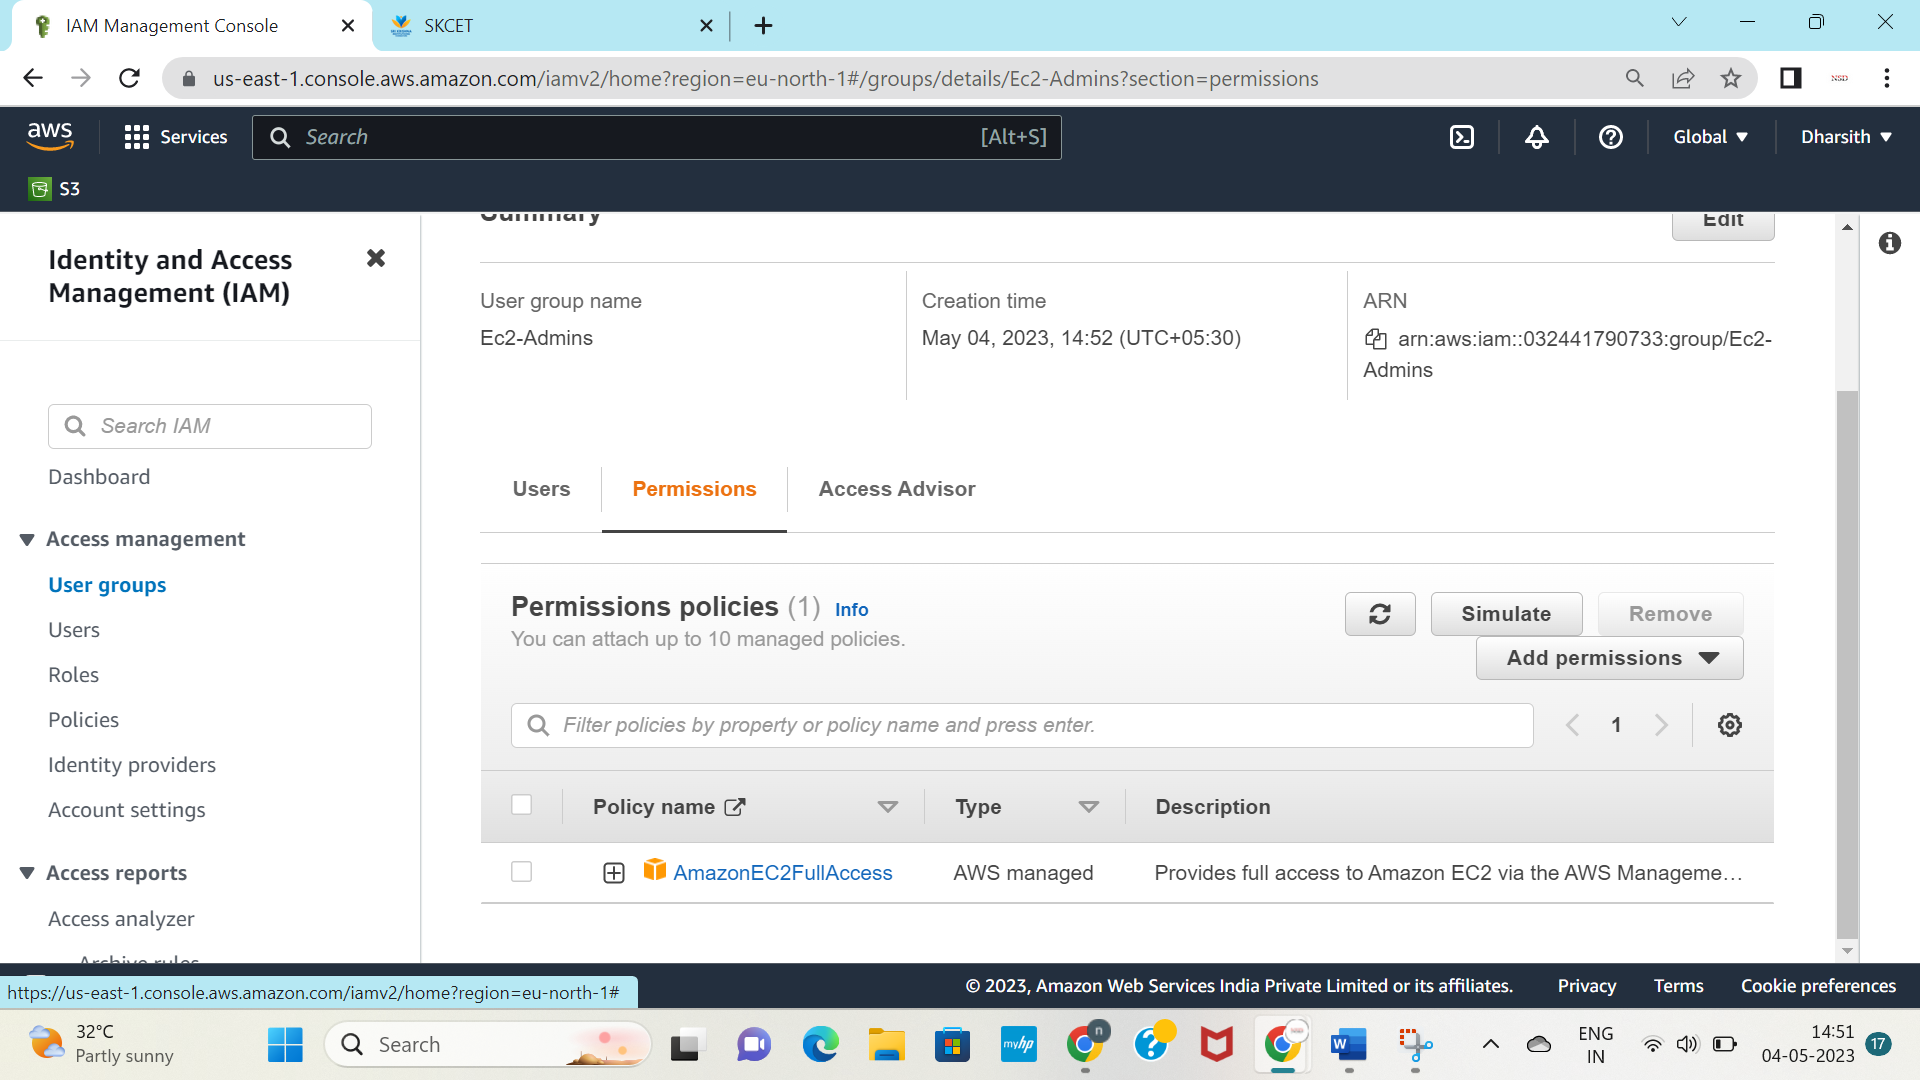 IAM Management Console
SKCET
us-east-1.console.aws.amazon.com/iamv2/home?region=eu-north-1#/groups/details/Ec2-Admins?section=permissions
NSD
aws
Services
Search
[Alt+S]
Global
Dharsith
S3
Identity and Access
Management (IAM)
Search IAM
Dashboard
Access management
User groups
Users
Roles
Policies
Identity providers
Account settings
Access reports
Access analyzer
Archive rules
Summary
Edit
User group name
Ec2-Admins
Creation time
May 04, 2023, 14:52 (UTC+05:30)
ARN
arn:aws:iam::032441790733:group/Ec2-
Admins
Users
Permissions
Access Advisor
Permissions policies (1) Info
You can attach up to 10 managed policies.
Simulate
Remove
Add permissions
Filter policies by property or policy name and press enter.
1
Policy name
Type
Description
AmazonEC2FullAccess
AWS managed
Provides full access to Amazon EC2 via the AWS Manageme...
https://us-east-1.console.aws.amazon.com/iamv2/home?region=eu-north-1#
© 2023, Amazon Web Services India Private Limited or its affiliates.
Privacy
Terms
Cookie preferences
32°C
Partly sunny
Search
myhp
n
W
ENG
IN
14:51
04-05-2023
17